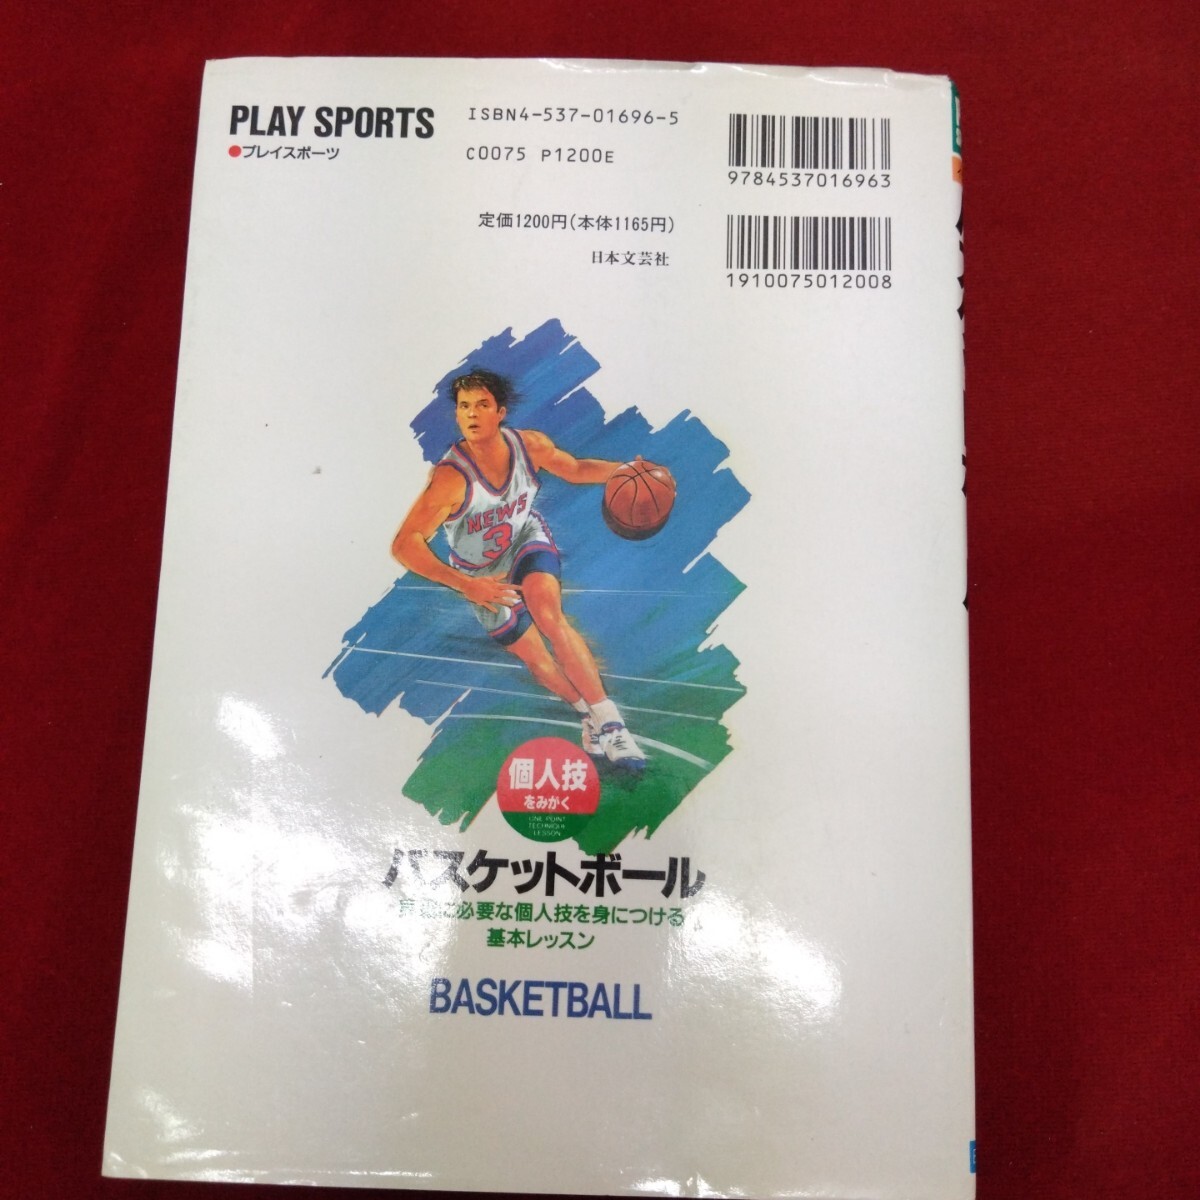 PLAY SPORTS
●プレイスポーツ
ISBN4-537-01696-5
C0075 P1200E
9784537016963
定価1200円(本体1165円)
日本文芸社
1910075012008
NEWS
3
個人技
をみがく
ONE POINT
TECHNIQUE
LESSON
バスケットボール
に必要な個人技を身につける
基本レッスン
BASKETBALL